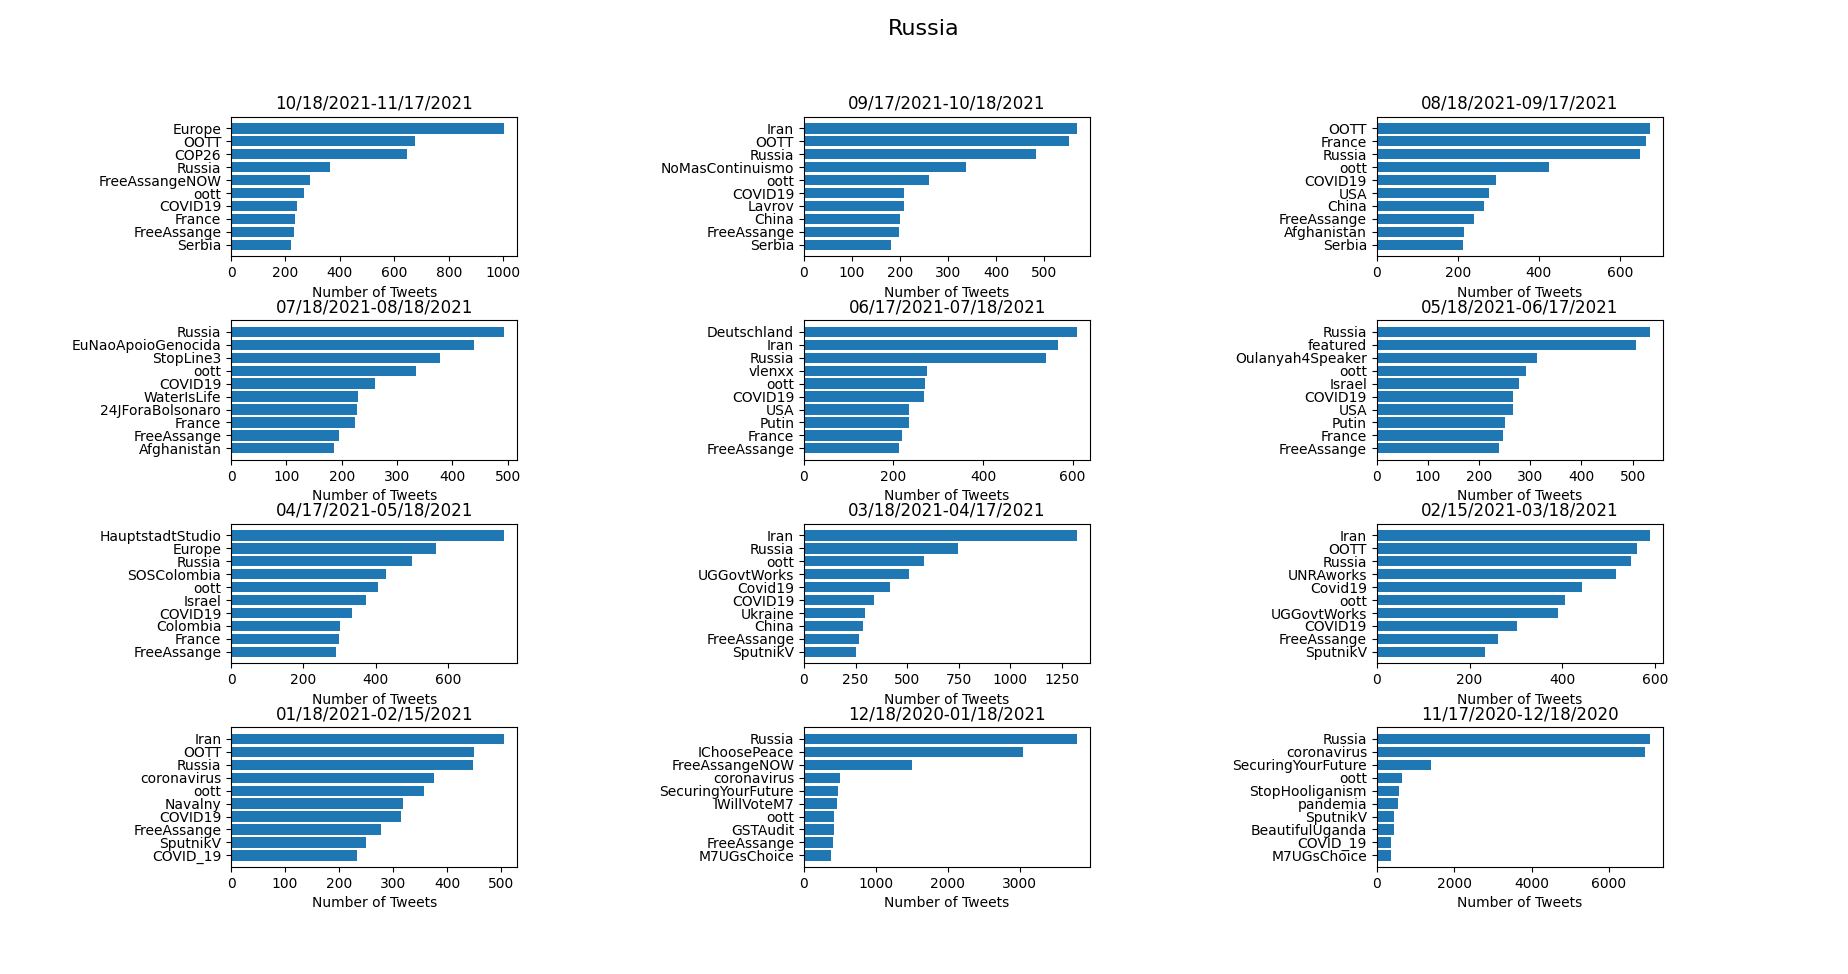 Russia
10/18/2021-11/17/2021
Europe
OOTT
COP26
Russia
FreeAssangeNOW
oott
COVID19
France
FreeAssange
Serbia
0 200 400 600 800 1000
Number of Tweets
09/17/2021-10/18/2021
Iran
OOTT
Russia
NoMasContinuismo
oott
COVID19
Lavrov
China
FreeAssange
Serbia
0 100 200 300 400 500
Number of Tweets
08/18/2021-09/17/2021
OOTT
France
Russia
oott
COVID19
USA
China
FreeAssange
Afghanistan
Serbia
0 200 400 600
Number of Tweets
07/18/2021-08/18/2021
Russia
EuNaoApoioGenocida
StopLine3
oott
COVID19
WaterIsLife
24JForaBolsonaro
France
FreeAssange
Afghanistan
0 100 200 300 400 500
Number of Tweets
06/17/2021-07/18/2021
Deutschland
Iran
Russia
vlenxx
oott
COVID19
USA
Putin
France
FreeAssange
0 200 400 600
Number of Tweets
05/18/2021-06/17/2021
Russia
featured
Oulanyah4Speaker
oott
Israel
COVID19
USA
Putin
France
FreeAssange
0 100 200 300 400 500
Number of Tweets
04/17/2021-05/18/2021
HauptstadtStudio
Europe
Russia
SOSColombia
oott
Israel
COVID19
Colombia
France
FreeAssange
0 200 400 600
Number of Tweets
03/18/2021-04/17/2021
Iran
Russia
oott
UGGovtWorks
Covid19
COVID19
Ukraine
China
FreeAssange
SputnikV
0 250 500 750 1000 1250
Number of Tweets
02/15/2021-03/18/2021
Iran
OOTT
Russia
UNRAworks
Covid19
oott
UGGovtWorks
COVID19
FreeAssange
SputnikV
0 200 400 600
Number of Tweets
01/18/2021-02/15/2021
Iran
OOTT
Russia
coronavirus
oott
Navalny
COVID19
FreeAssange
SputnikV
COVID_19
0 100 200 300 400 500
Number of Tweets
12/18/2020-01/18/2021
Russia
IChoosePeace
FreeAssangeNOW
coronavirus
SecuringYourFuture
IWillVoteM7
oott
GSTAudit
FreeAssange
M7UGsChoice
0 1000 2000 3000
Number of Tweets
11/17/2020-12/18/2020
Russia
coronavirus
SecuringYourFuture
oott
StopHooliganism
pandemia
SputnikV
BeautifulUganda
COVID_19
M7UGsChoice
0 2000 4000 6000
Number of Tweets